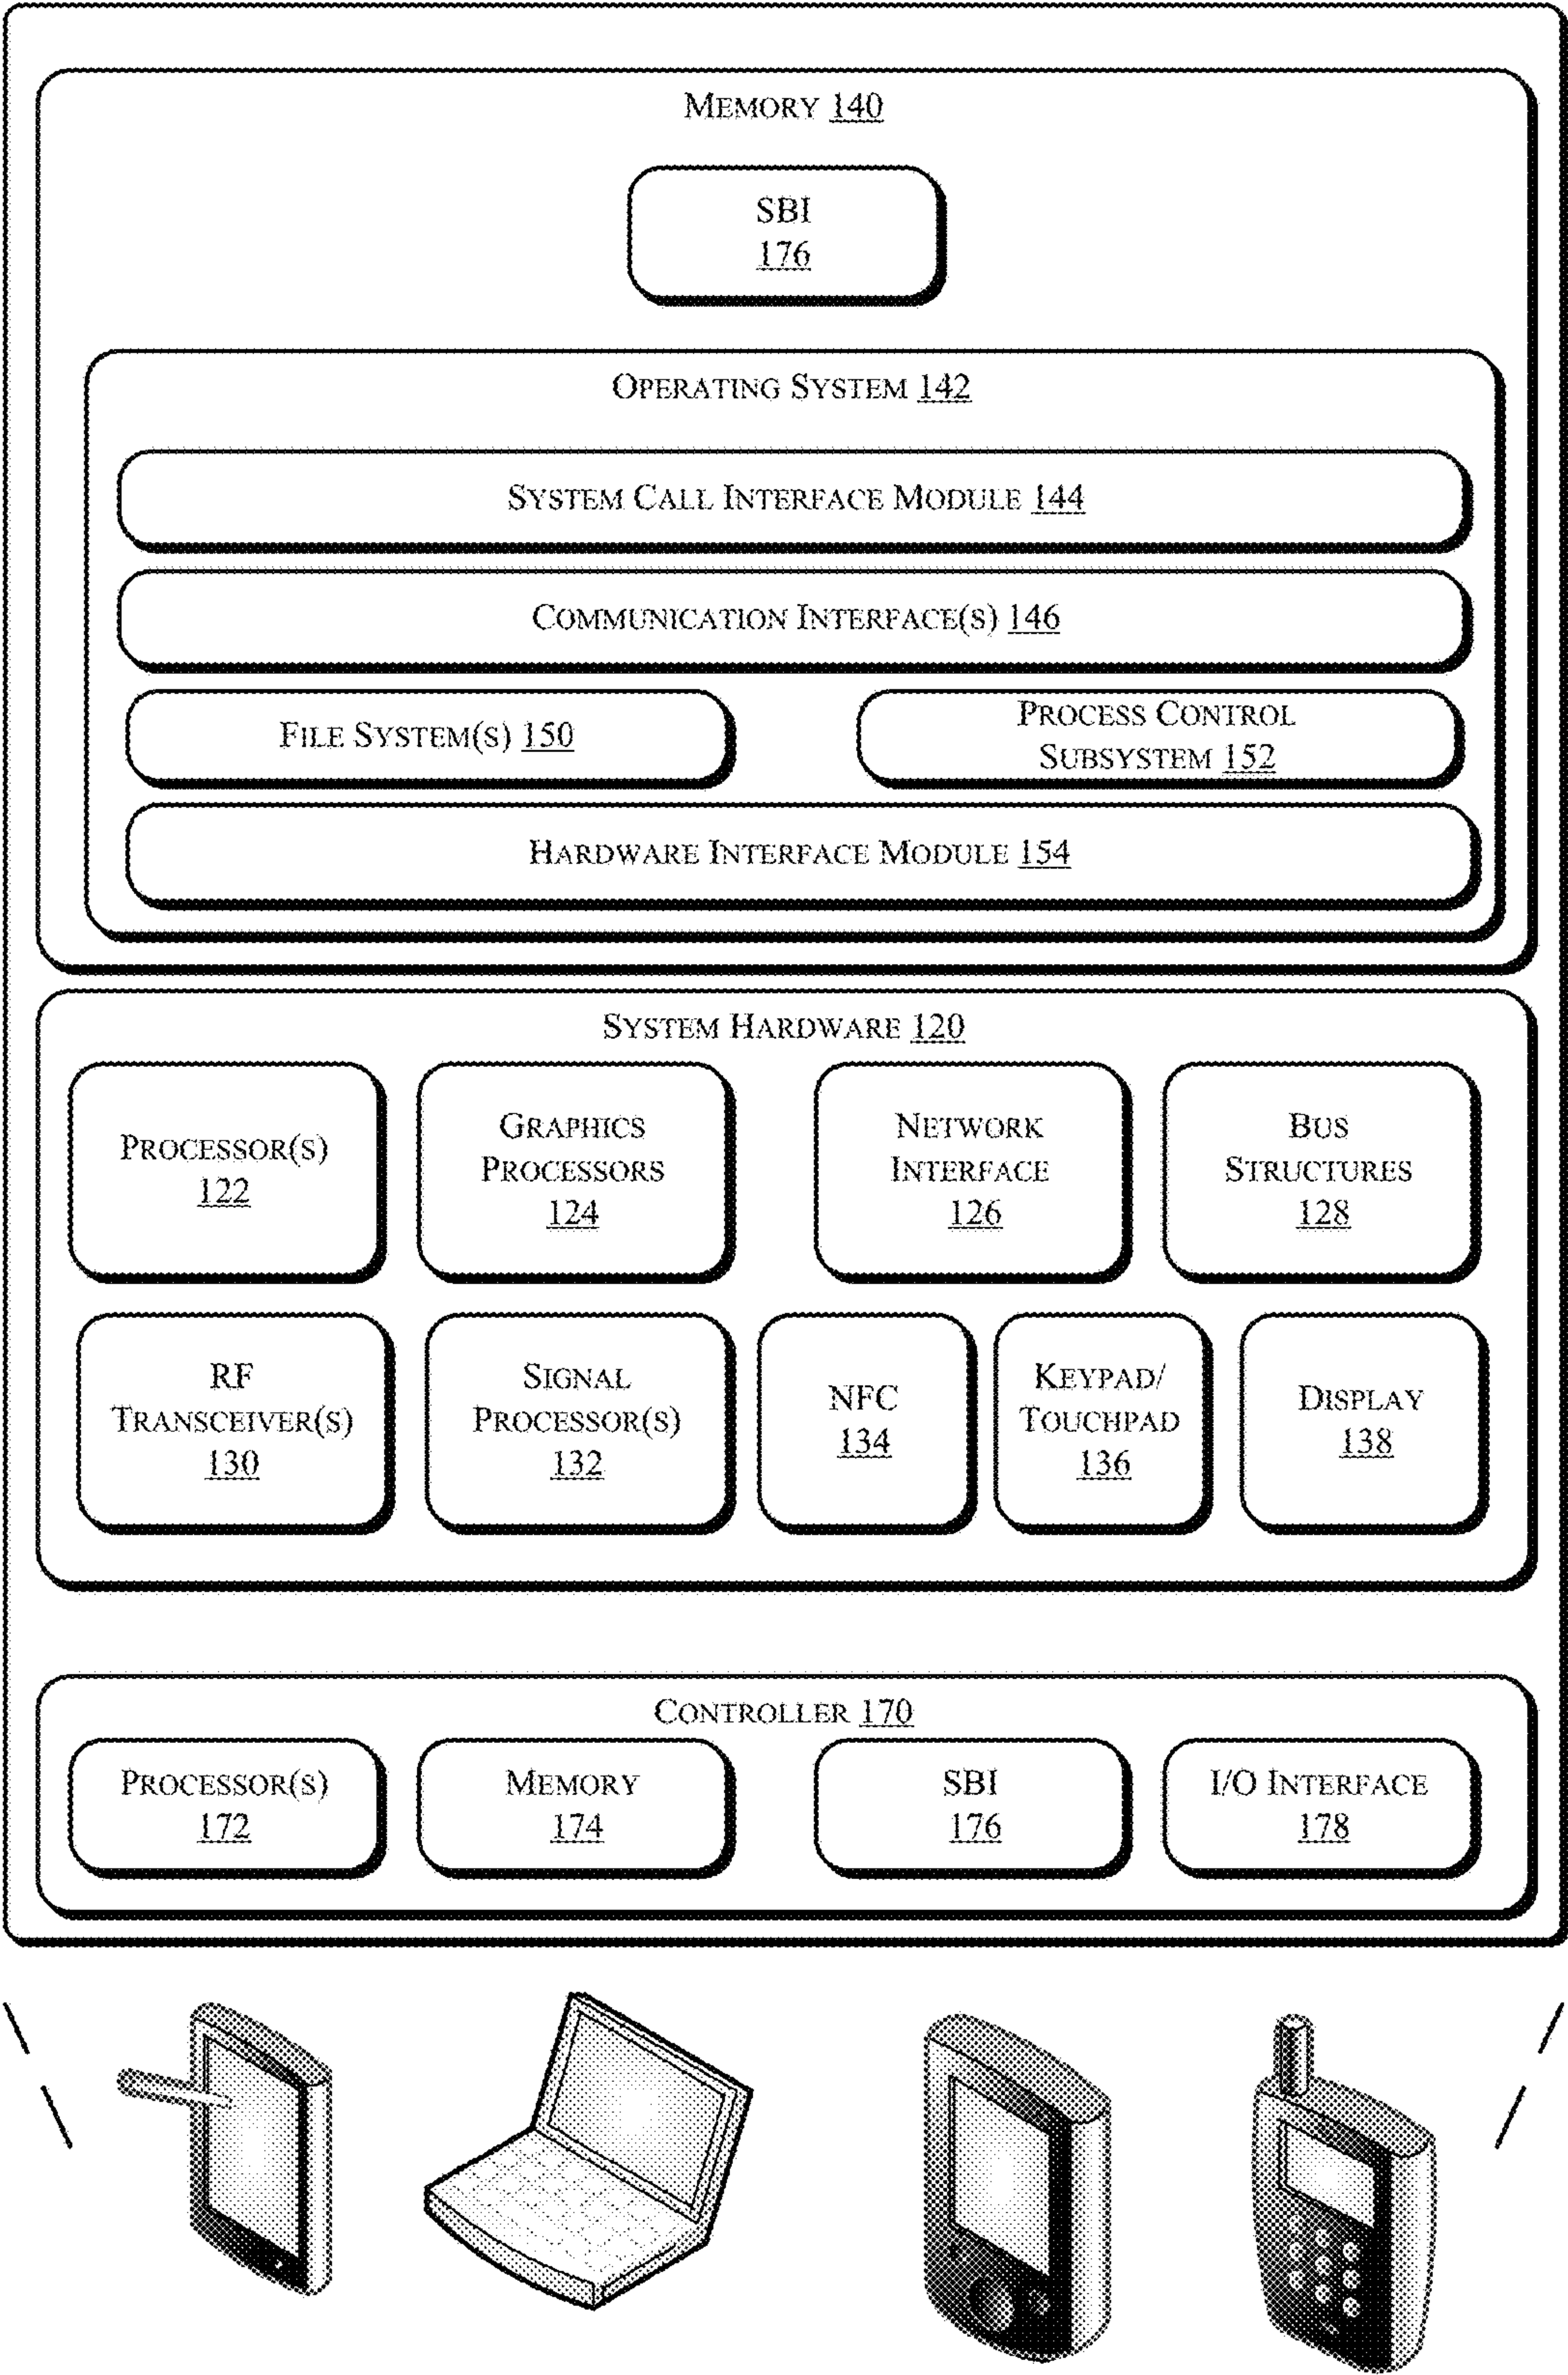 MEMORY 140
SBI
176
OPERATING SYSTEM 142
SYSTEM CALL INTERFACE MODULE 144
COMMUNICATION INTERFACE(S) 146
FILE SYSTEM(S) 150
PROCESS CONTROL
SUBSYSTEM 152
HARDWARE INTERFACE MODULE 154
SYSTEM HARDWARE 120
PROCESSOR(S)
122
GRAPHICS
PROCESSORS
124
NETWORK
INTERFACE
126
BUS
STRUCTURES
128
RF
TRANSCEIVER(S)
130
SIGNAL
PROCESSOR(S)
132
NFC
134
KEYPAD/
TOUCHPAD
136
DISPLAY
138
CONTROLLER 170
PROCESSOR(S)
172
MEMORY
174
SBI
176
I/O INTERFACE
178